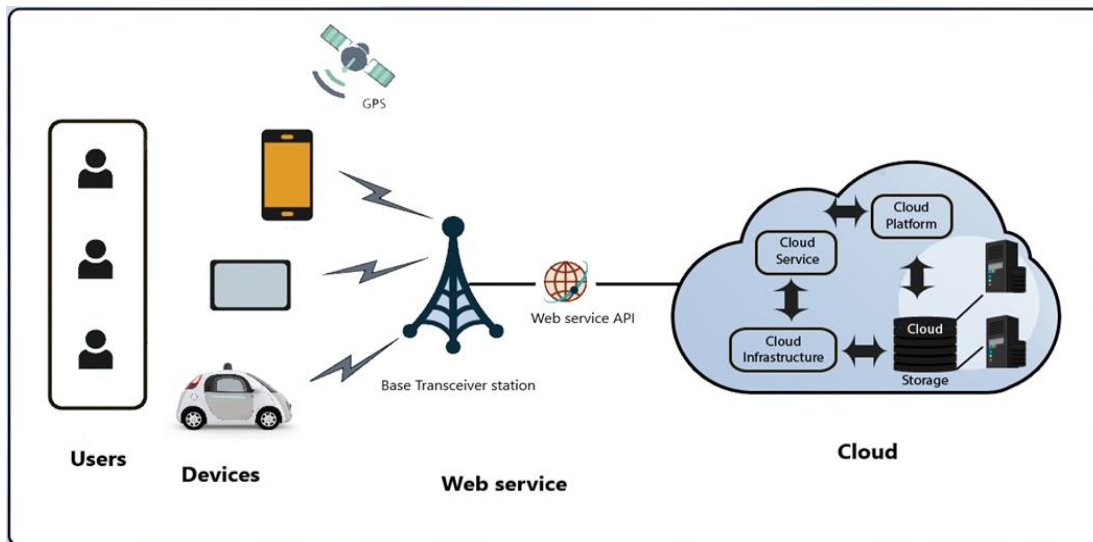 GPS
Cloud
Platform
Cloud
Service
Web service API
Cloud
Cloud
Infrastructure
Storage
Base Transceiver station
Users
Devices
Web service
Cloud